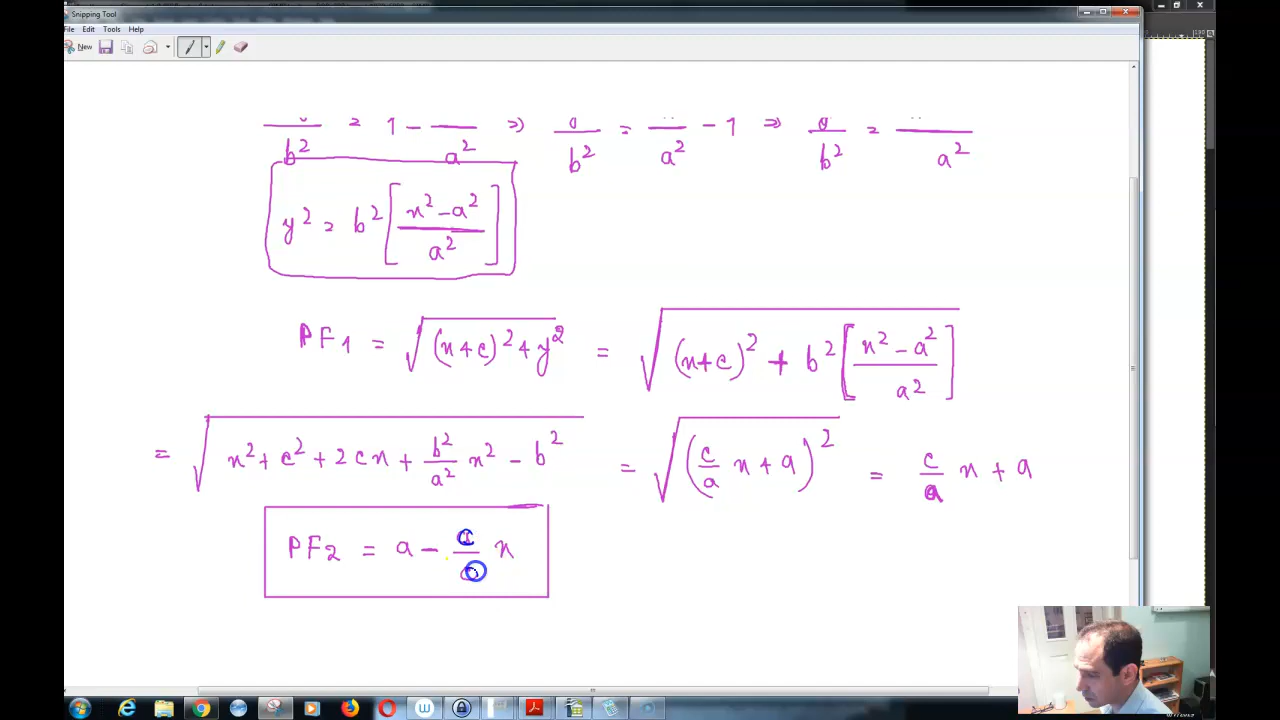 Snipping Tool
File Edit Tools Help
New
b² = 1 − a² ⇒ b² = a² − 1 ⇒ b² = a²
y² = b² [x² − a² / a²]
PF1 = √((x+c)² + y²) = √((x+c)² + b² [x² − a² / a²])
= √(x² + c² + 2cx + b²/a² x² − b²) = √((c/a x + a)²) = c/a x + a
PF2 = a − c/a x